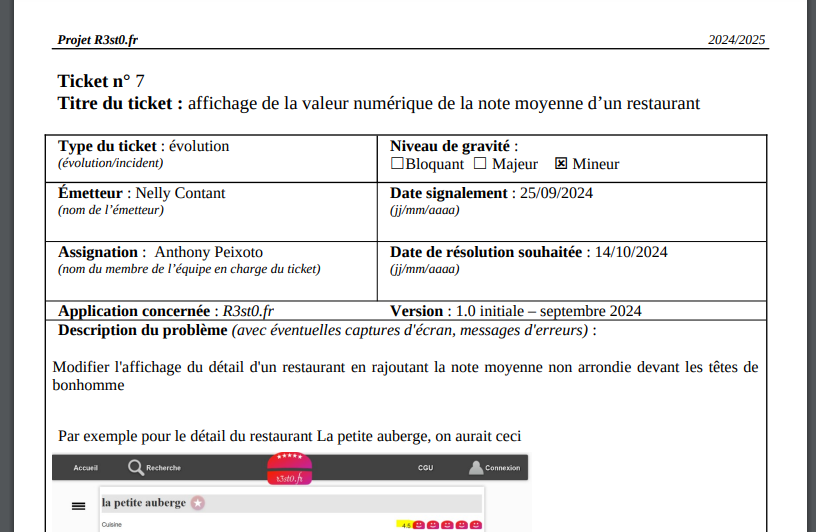 Projet R3st0.fr 2024/2025
Ticket n° 7
Titre du ticket : affichage de la valeur numérique de la note moyenne d’un restaurant
Type du ticket : évolution
(évolution/incident)
Niveau de gravité :
☐Bloquant ☐ Majeur ☒ Mineur
Émetteur : Nelly Contant
(nom de l’émetteur)
Date signalement : 25/09/2024
(jj/mm/aaaa)
Assignation : Anthony Peixoto
(nom du membre de l’équipe en charge du ticket)
Date de résolution souhaitée : 14/10/2024
(jj/mm/aaaa)
Application concernée : R3st0.fr
Version : 1.0 initiale – septembre 2024
Description du problème (avec éventuelles captures d'écran, messages d'erreurs) :
Modifier l'affichage du détail d'un restaurant en rajoutant la note moyenne non arrondie devant les têtes de
bonhomme
Par exemple pour le détail du restaurant La petite auberge, on aurait ceci
Accueil Recherche r3st0.fr CGU Connexion
la petite auberge
Cuisine